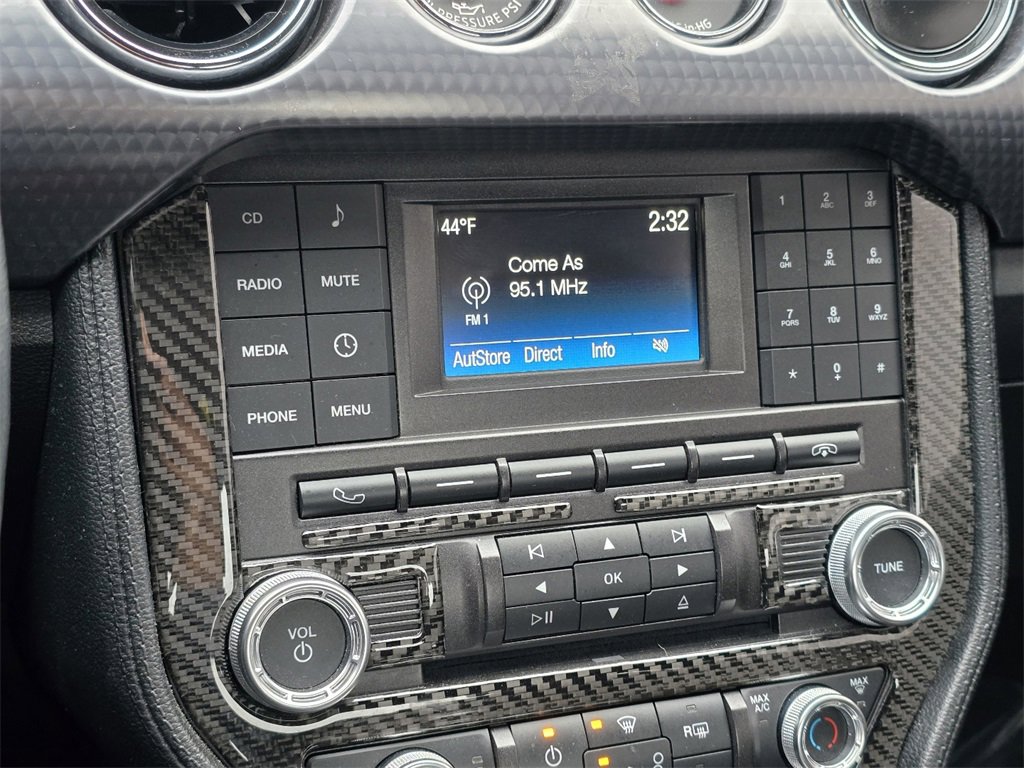 PRESSURE PSI
in/HG
CD
RADIO
MUTE
MEDIA
PHONE
MENU
44°F
2:32
Come As
95.1 MHz
FM 1
AutStore Direct Info
1
2
ABC
3
DEF
4
GHI
5
JKL
6
MNO
7
PQRS
8
TUV
9
WXYZ
*
0
+
#
OK
VOL
TUNE
R
MAX
A/C
MAX